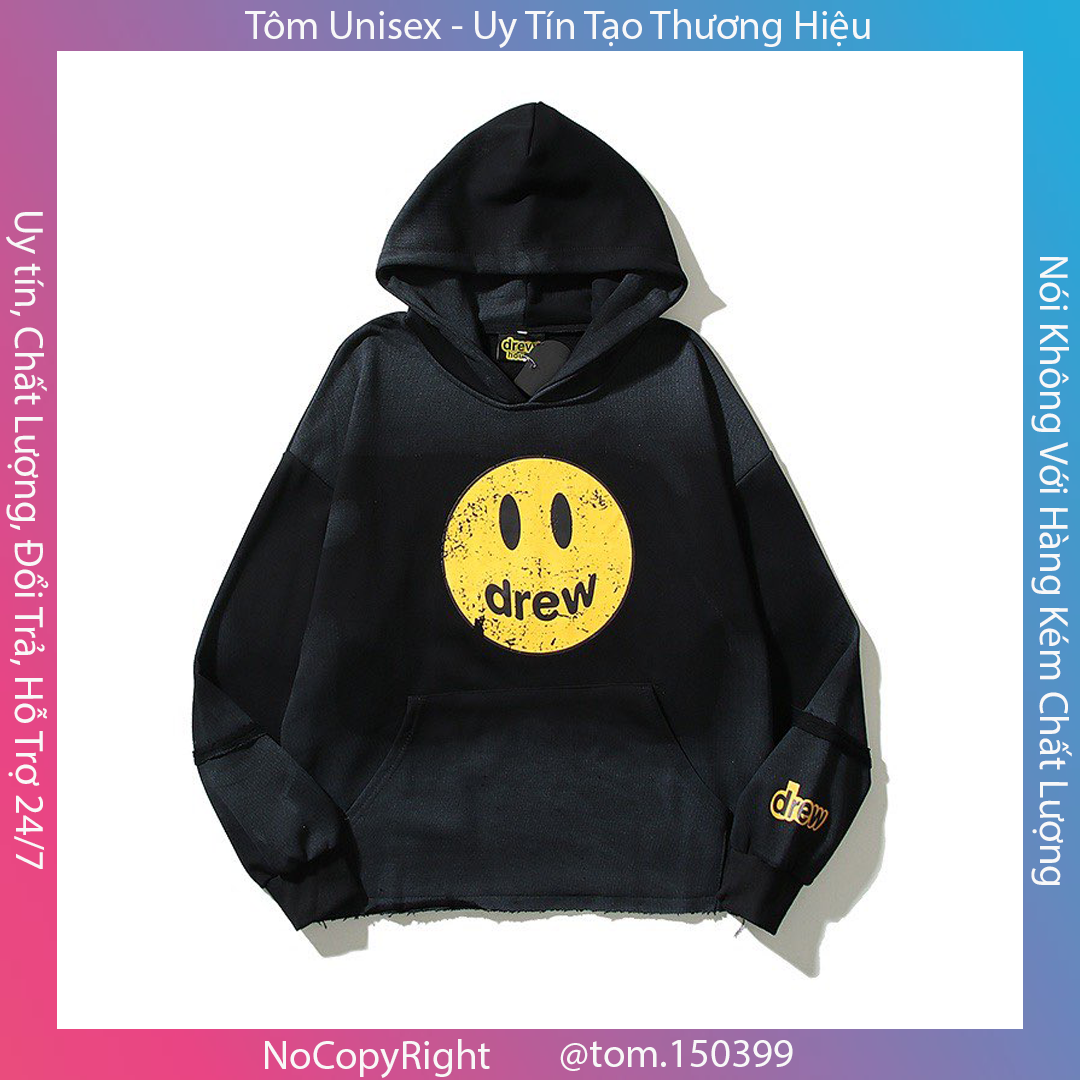 Tôm Unisex - Uy Tín Tạo Thương Hiệu
Uy tín, Chất Lượng, Đổi Trả, Hỗ Trợ 24/7
Nói Không Với Hàng Kém Chất Lượng
drew
drew
drew
NoCopyRight @tom.150399